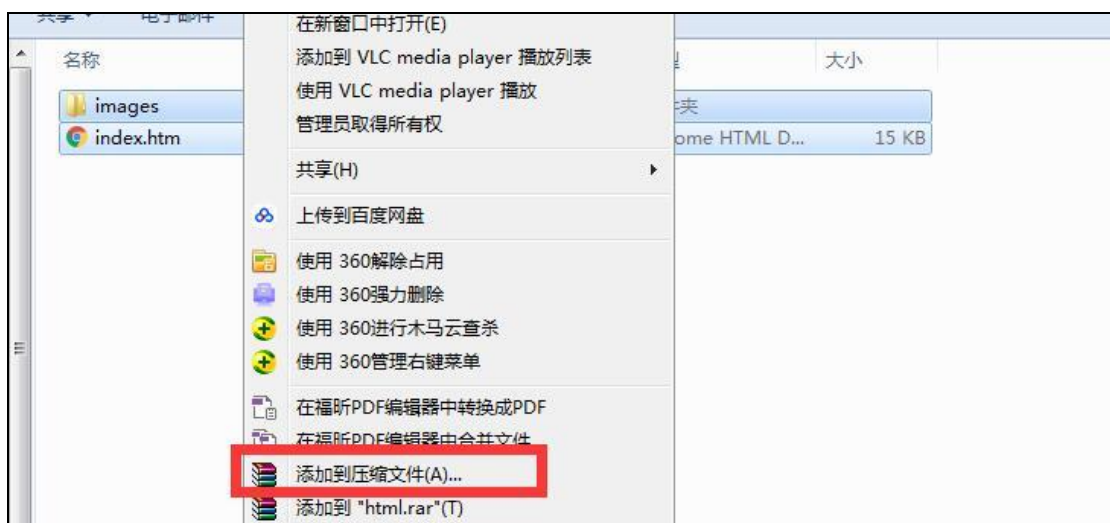 共享 电子邮件
在新窗口中打开(E)
名称
添加到 VLC media player 播放列表
大小
images
使用 VLC media player 播放
index.htm
管理员取得所有权
ome HTML D...
15 KB
共享(H)
上传到百度网盘
使用 360解除占用
使用 360强力删除
使用 360进行木马云查杀
使用 360管理右键菜单
在福昕PDF编辑器中转换成PDF
在福昕PDF编辑器中合并文件
添加到压缩文件(A)...
添加到 "html.rar"(T)